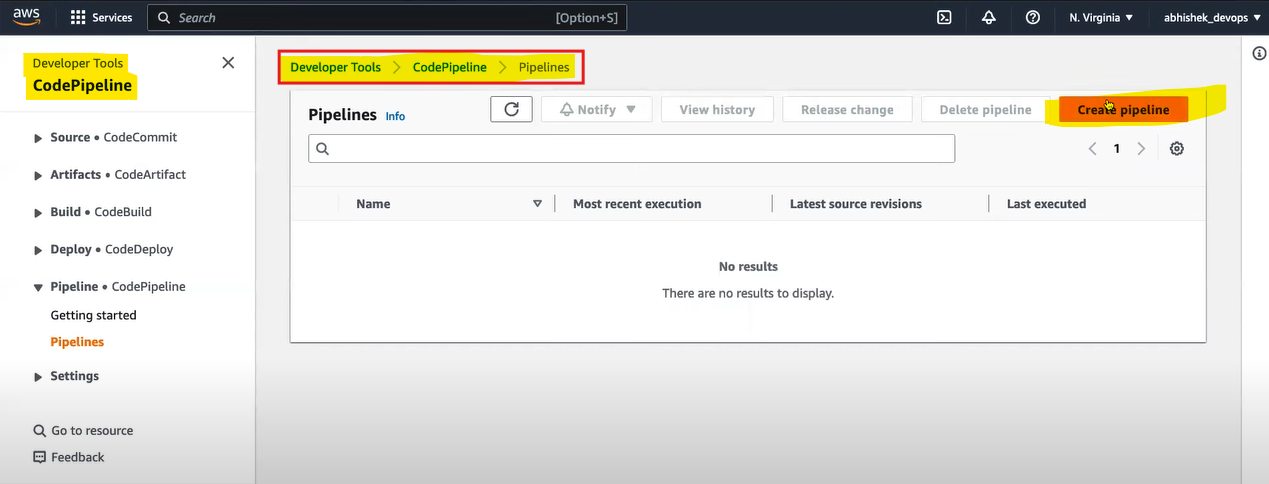 aws Services Search [Option+S] N. Virginia abhishek_devops
Developer Tools
CodePipeline
Source • CodeCommit
Artifacts • CodeArtifact
Build • CodeBuild
Deploy • CodeDeploy
Pipeline • CodePipeline
Getting started
Pipelines
Settings
Go to resource
Feedback
Developer Tools > CodePipeline > Pipelines
Pipelines Info Notify View history Release change Delete pipeline Create pipeline
1
Name Most recent execution Latest source revisions Last executed
No results
There are no results to display.